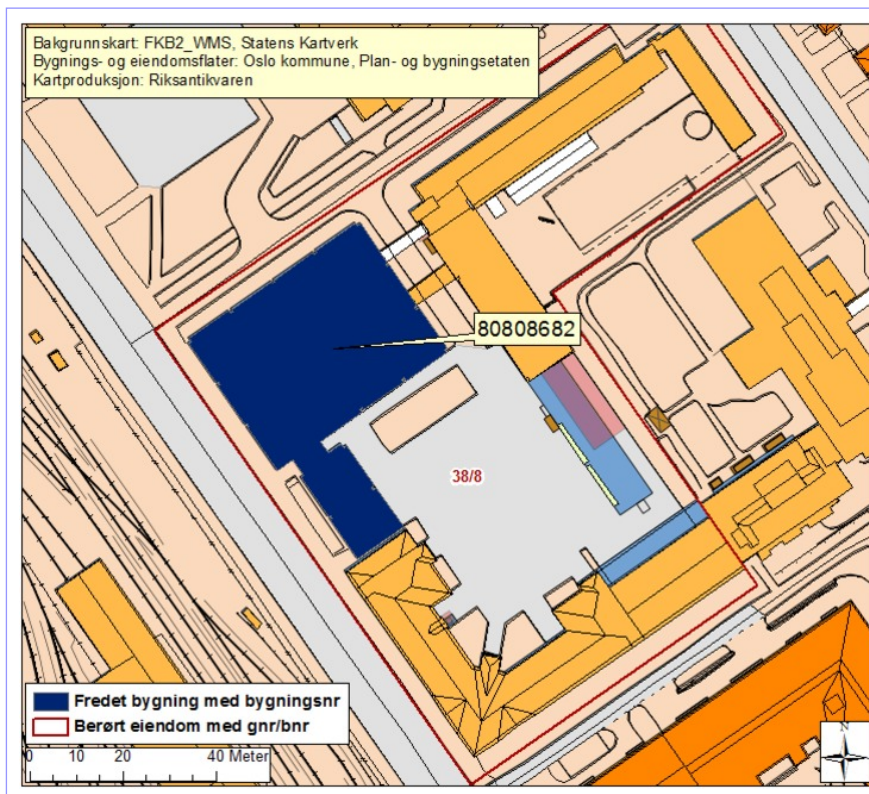 Bakgrunnskart: FKB2_WMS, Statens Kartverk
Bygnings- og eiendomsflater: Oslo kommune, Plan- og bygningsetaten
Kartproduksjon: Riksantikvaren
80808682
38/8
Fredet bygning med bygningsnr
Berørt eiendom med gnr/bnr
0 10 20 40 Meter
N